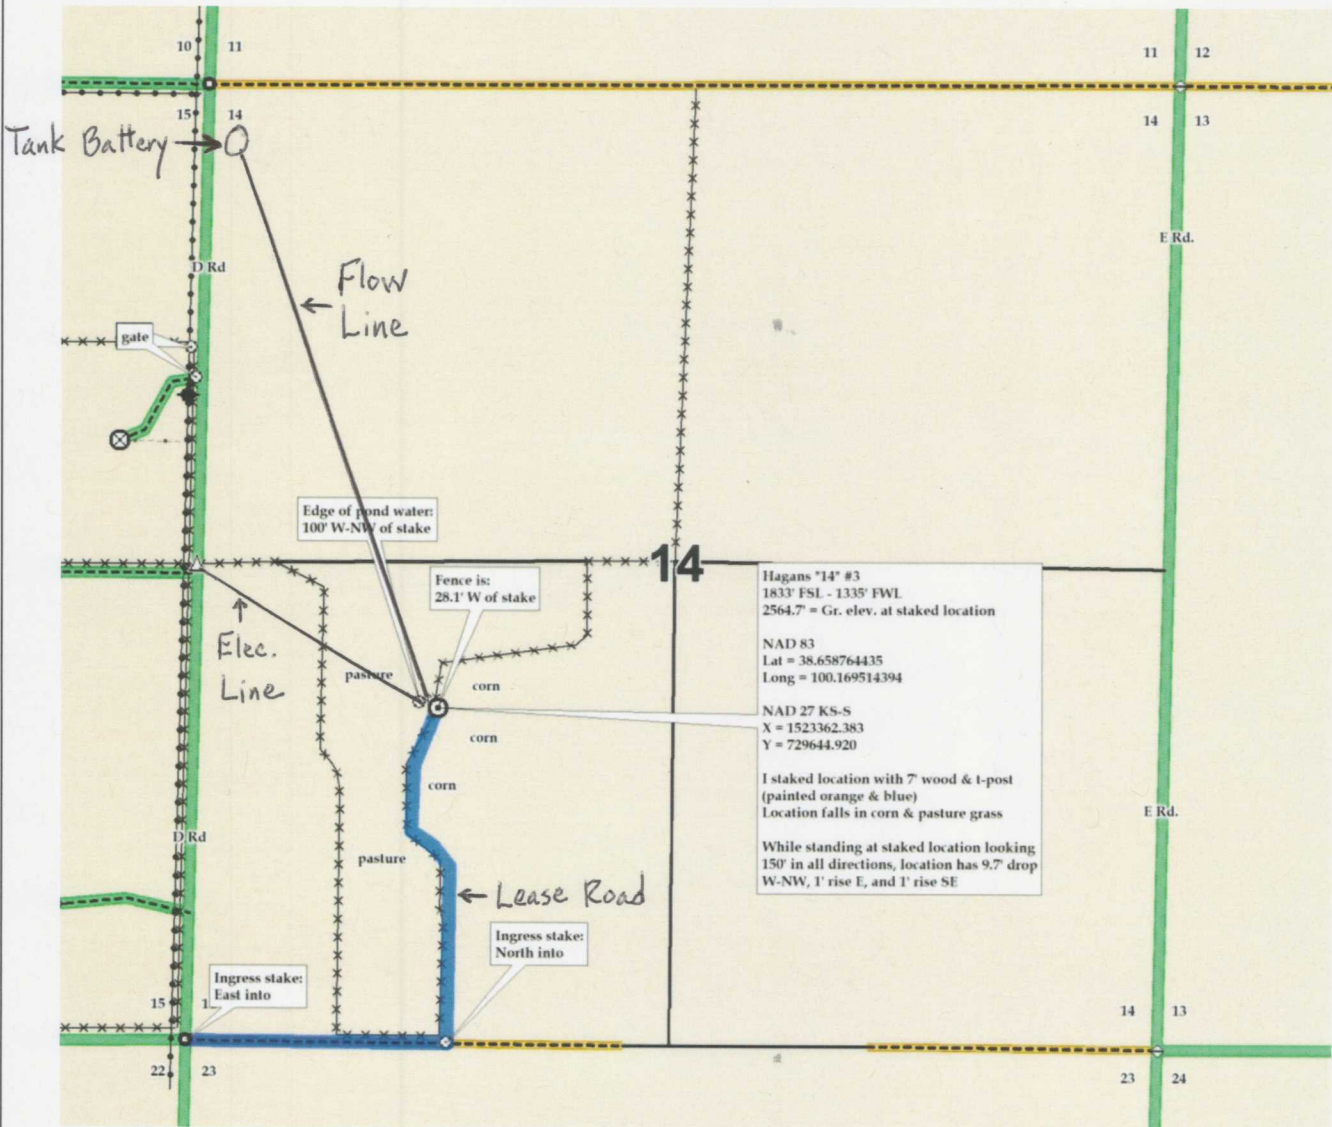 10
11
11
12
15
14
14
13
Tank Battery
E Rd.
D Rd
Flow
Line
gate
Edge of pond water:
100' W-NW of stake
14
Fence is:
28.1' W of stake
Hagans "14" #3
1833' FSL - 1335' FWL
2564.7' = Gr. elev. at staked location
NAD 83
Lat = 38.658764435
Long = 100.169514394
NAD 27 KS-S
X = 1523362.383
Y = 729644.920
I staked location with 7' wood & t-post
(painted orange & blue)
Location falls in corn & pasture grass
While standing at staked location looking
150' in all directions, location has 9.7' drop
W-NW, 1' rise E, and 1' rise SE
Elec.
Line
pasture
corn
corn
corn
E Rd.
D Rd
pasture
Lease Road
Ingress stake:
North into
Ingress stake:
East into
15
14
13
22
23
23
24